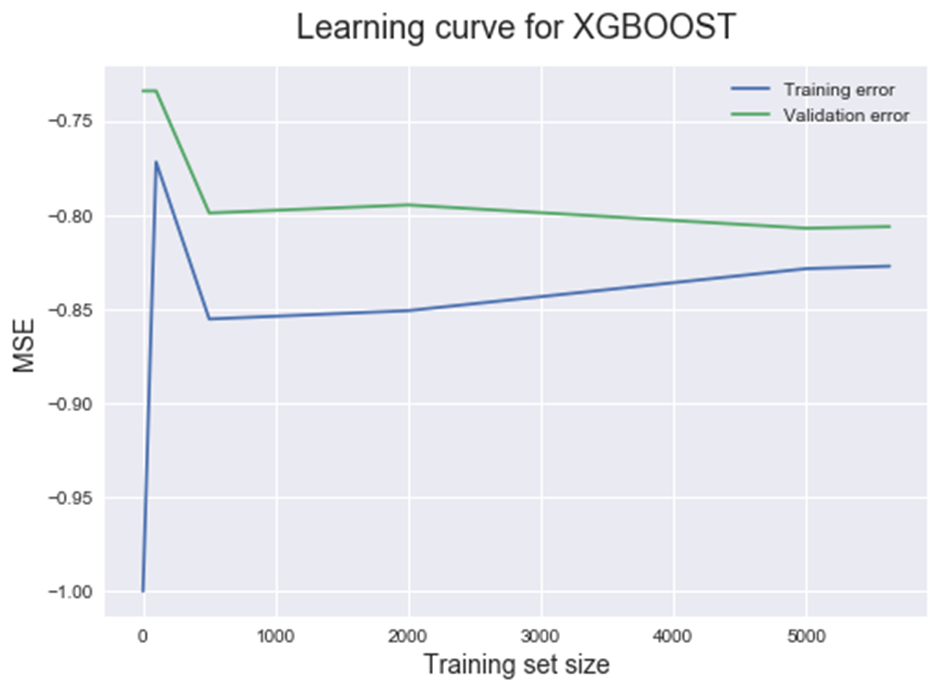 Learning curve for XGBOOST
Training error
Validation error
−0.75
−0.80
−0.85
−0.90
−0.95
−1.00
MSE
0 1000 2000 3000 4000 5000
Training set size